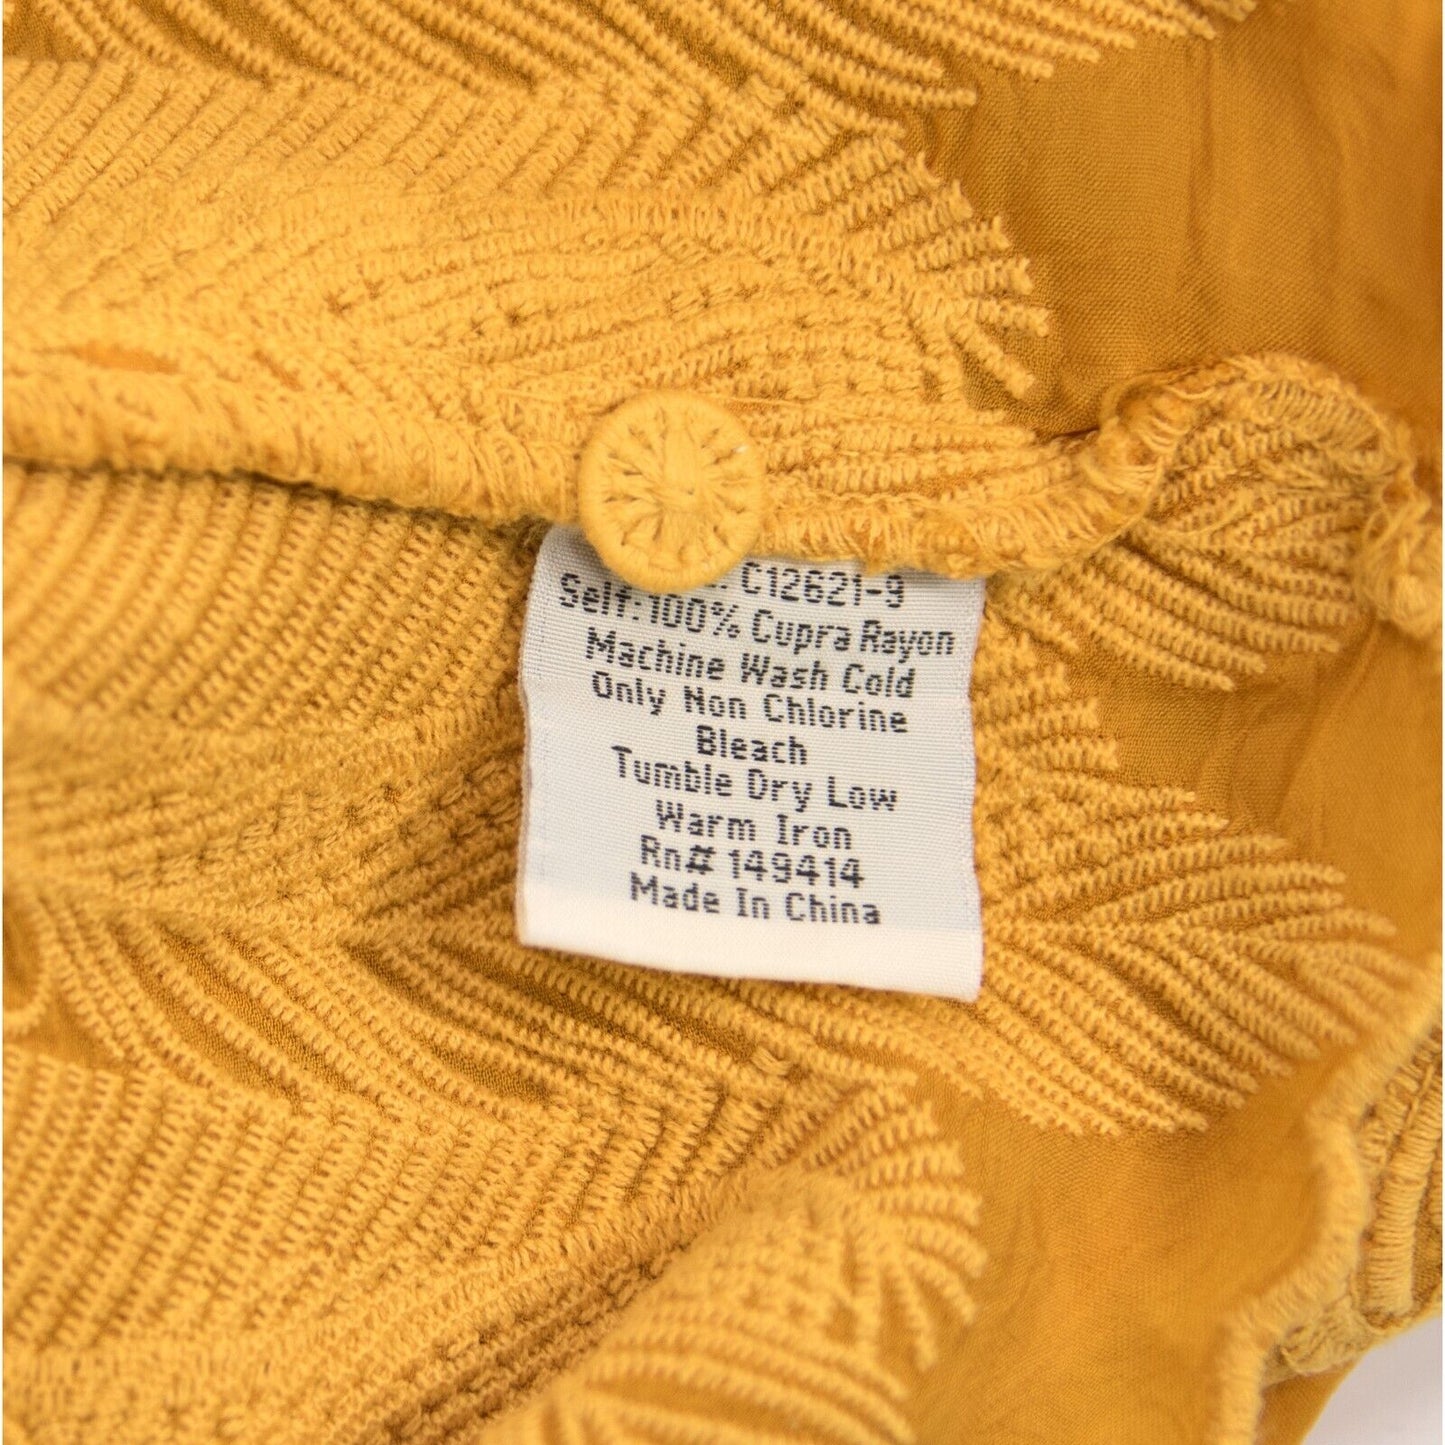 C12621-9
Self:100% Cupra Rayon
Machine Wash Cold
Only Non Chlorine
Bleach
Tumble Dry Low
Warm Iron
Rn# 149414
Made In China